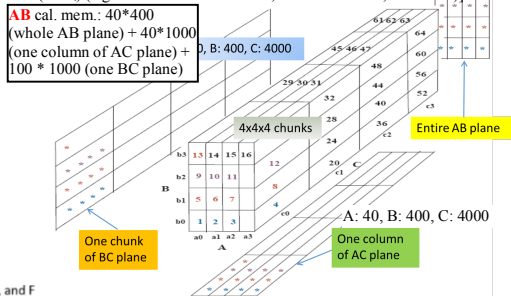 AB cal. mem.: 40*400
(whole AB plane) + 40*1000
(one column of AC plane) +
100 * 1000 (one BC plane)
0, B: 400, C: 4000
61 62 63
64
45 46 47
60
48
56
29 30 31
44
52
32
40
c3
4x4x4 chunks
28
36
c2
Entire AB plane
24
b3 13 14 15 16
12
20
C
c1
b2 9 10 11
8
B
b1 5 6 7
4
c0
b0 1 2 3
a0 a1 a2 a3
A
A: 40, B: 400, C: 4000
One chunk
of BC plane
One column
of AC plane
, and F